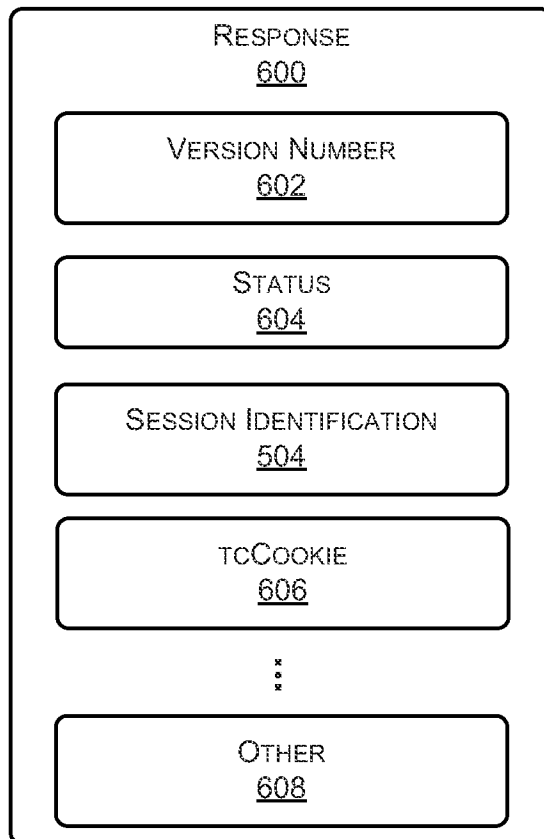 RESPONSE
600
VERSION NUMBER
602
STATUS
604
SESSION IDENTIFICATION
504
TCCOOKIE
606
OTHER
608